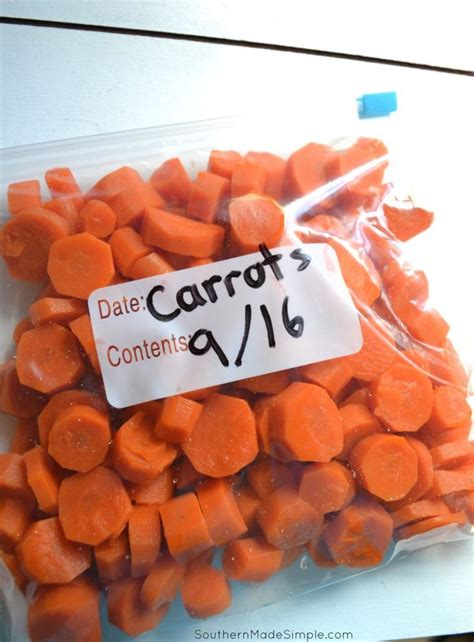 Date: Carrots
Contents: 9/16
SouthernMadeSimple.com